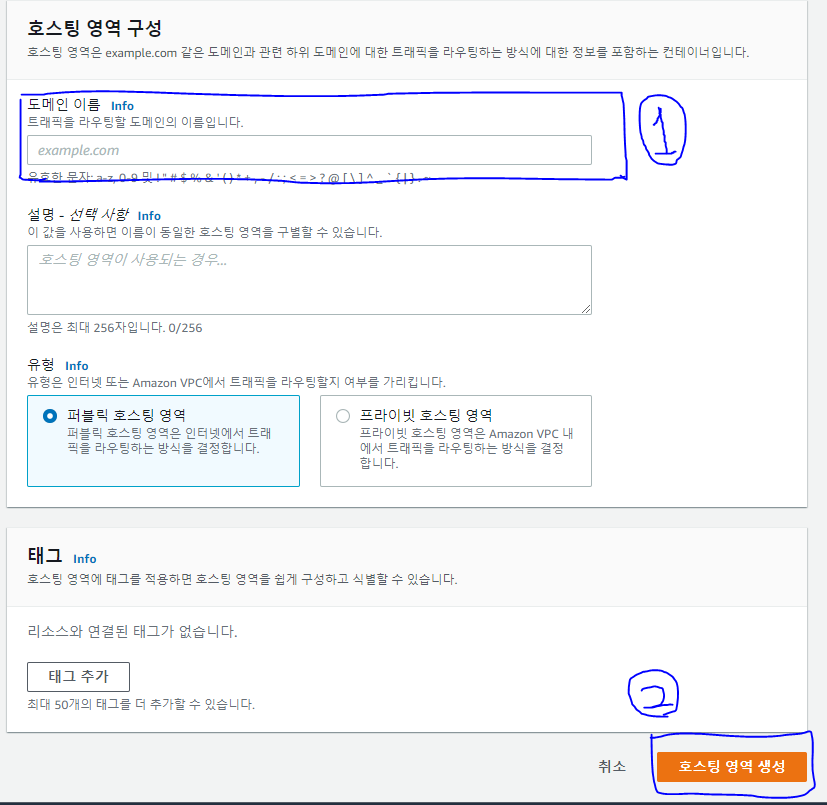 호스팅 영역 구성
호스팅 영역은 example.com 같은 도메인과 관련 하위 도메인에 대한 트래픽을 라우팅하는 방식에 대한 정보를 포함하는 컨테이너입니다.
도메인 이름 Info
트래픽을 라우팅할 도메인의 이름입니다.
1
example.com
유효한 문자: a-z, 0-9 및 ! " # $ % & ' ( ) * + , - / : ; < = > ? @ [ \ ] ^ _ ` { | } . ~
설명 - 선택 사항 Info
이 값을 사용하면 이름이 동일한 호스팅 영역을 구별할 수 있습니다.
호스팅 영역이 사용되는 경우...
설명은 최대 256자입니다. 0/256
유형 Info
유형은 인터넷 또는 Amazon VPC에서 트래픽을 라우팅할지 여부를 가리킵니다.
퍼블릭 호스팅 영역
퍼블릭 호스팅 영역은 인터넷에서 트래
픽을 라우팅하는 방식을 결정합니다.
프라이빗 호스팅 영역
프라이빗 호스팅 영역은 Amazon VPC 내
에서 트래픽을 라우팅하는 방식을 결정
합니다.
태그 Info
호스팅 영역에 태그를 적용하면 호스팅 영역을 쉽게 구성하고 식별할 수 있습니다.
리소스와 연결된 태그가 없습니다.
태그 추가
최대 50개의 태그를 더 추가할 수 있습니다.
2
취소
호스팅 영역 생성